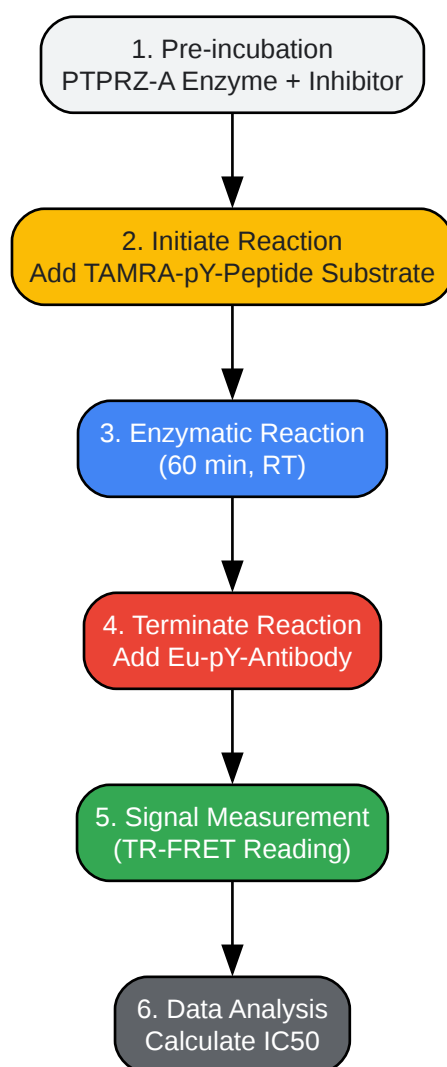 1. Pre-incubation
PTPRZ-A Enzyme + Inhibitor
2. Initiate Reaction
Add TAMRA-pY-Peptide Substrate
3. Enzymatic Reaction
(60 min, RT)
4. Terminate Reaction
Add Eu-pY-Antibody
5. Signal Measurement
(TR-FRET Reading)
6. Data Analysis
Calculate IC50